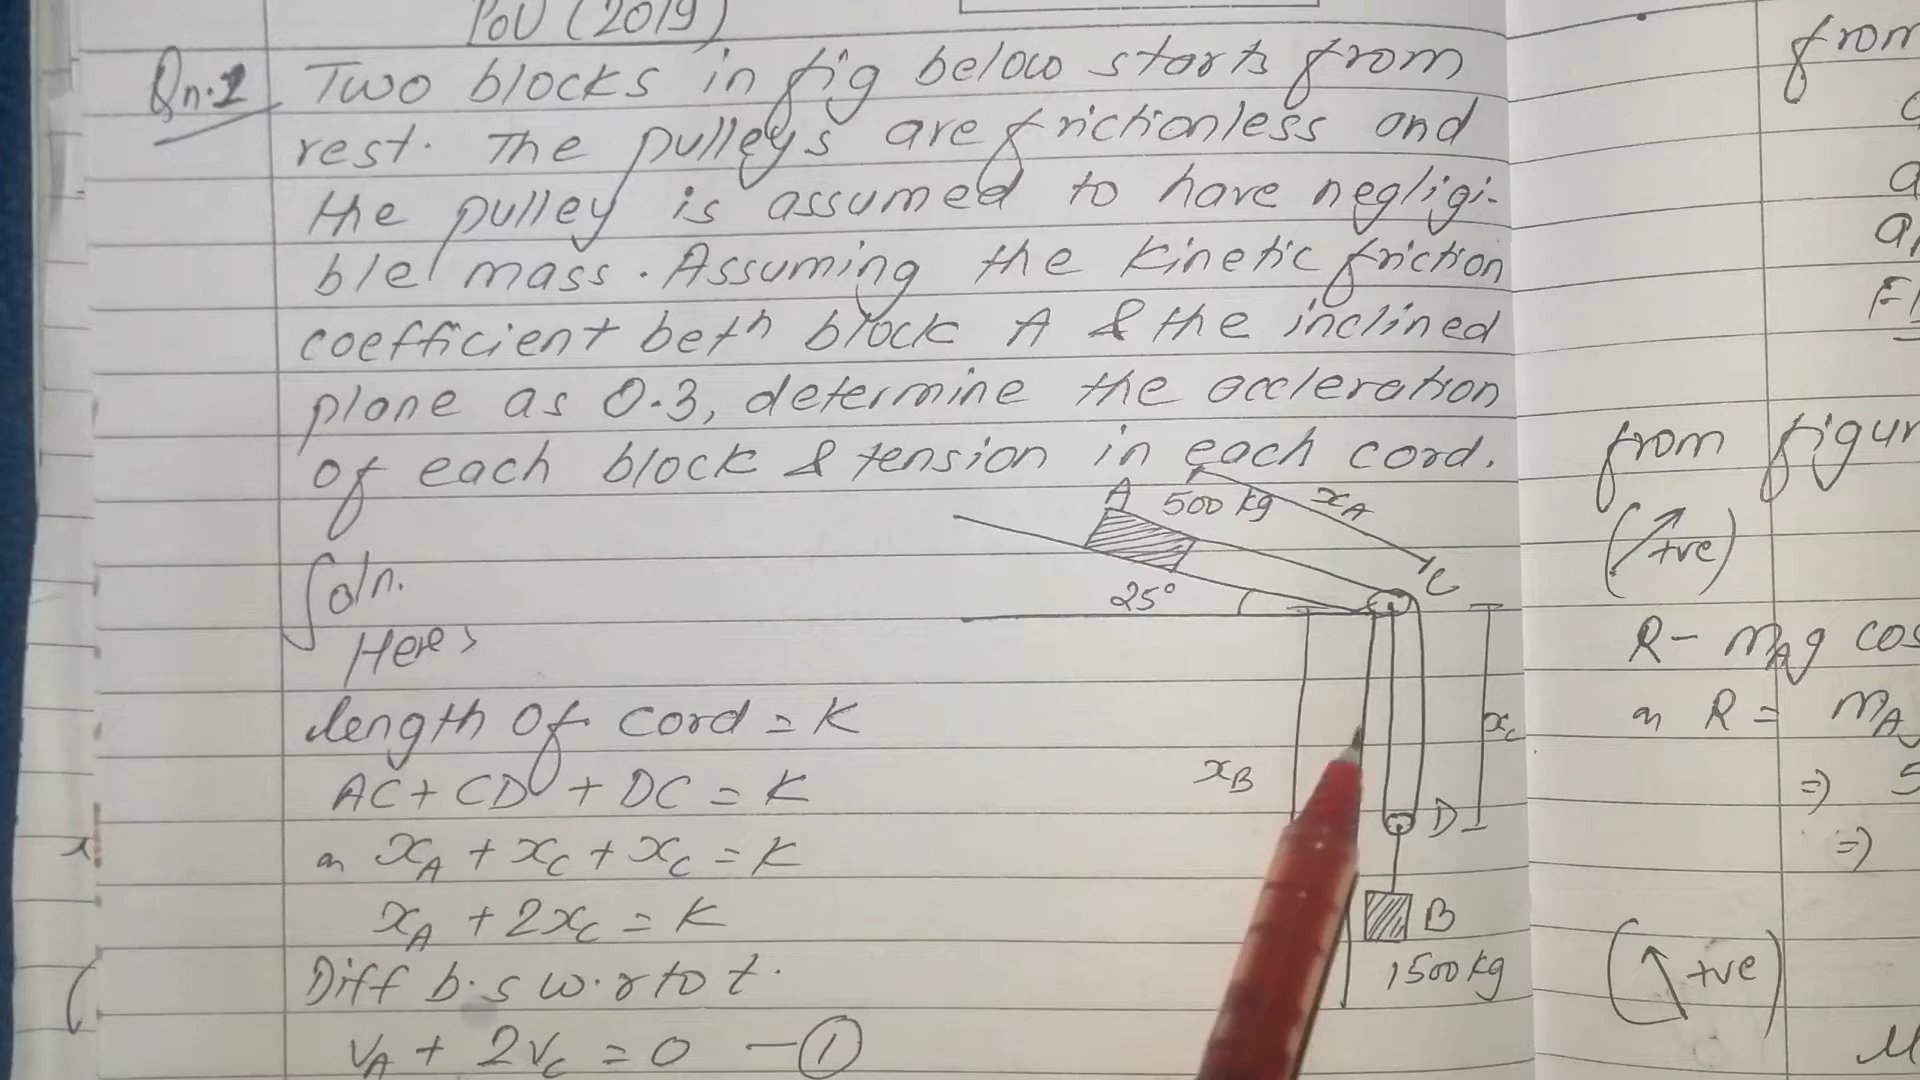 PoU (2019)
Qn.1 Two blocks in fig below starts from
rest. The pulleys are frictionless and
the pulley is assumed to have negligi-
ble mass. Assuming the kinetic friction
coefficient betn block A & the inclined
plane as 0.3, determine the accleration
of each block & tension in each cord.
A 500 kg xA
C
25°
Soln.
Here,
length of cord = K
AC + CD + DC = K
xB
xC
D
or xA + xC + xC = K
xA + 2xC = K
B
1500 kg
Diff b.s w.r to t.
vA + 2vC = 0 — ①
from
a
a
FI
from figur
(↗ +ve)
R - mAg cos
or R = mA
⇒ 5
⇒
(↖ +ve)